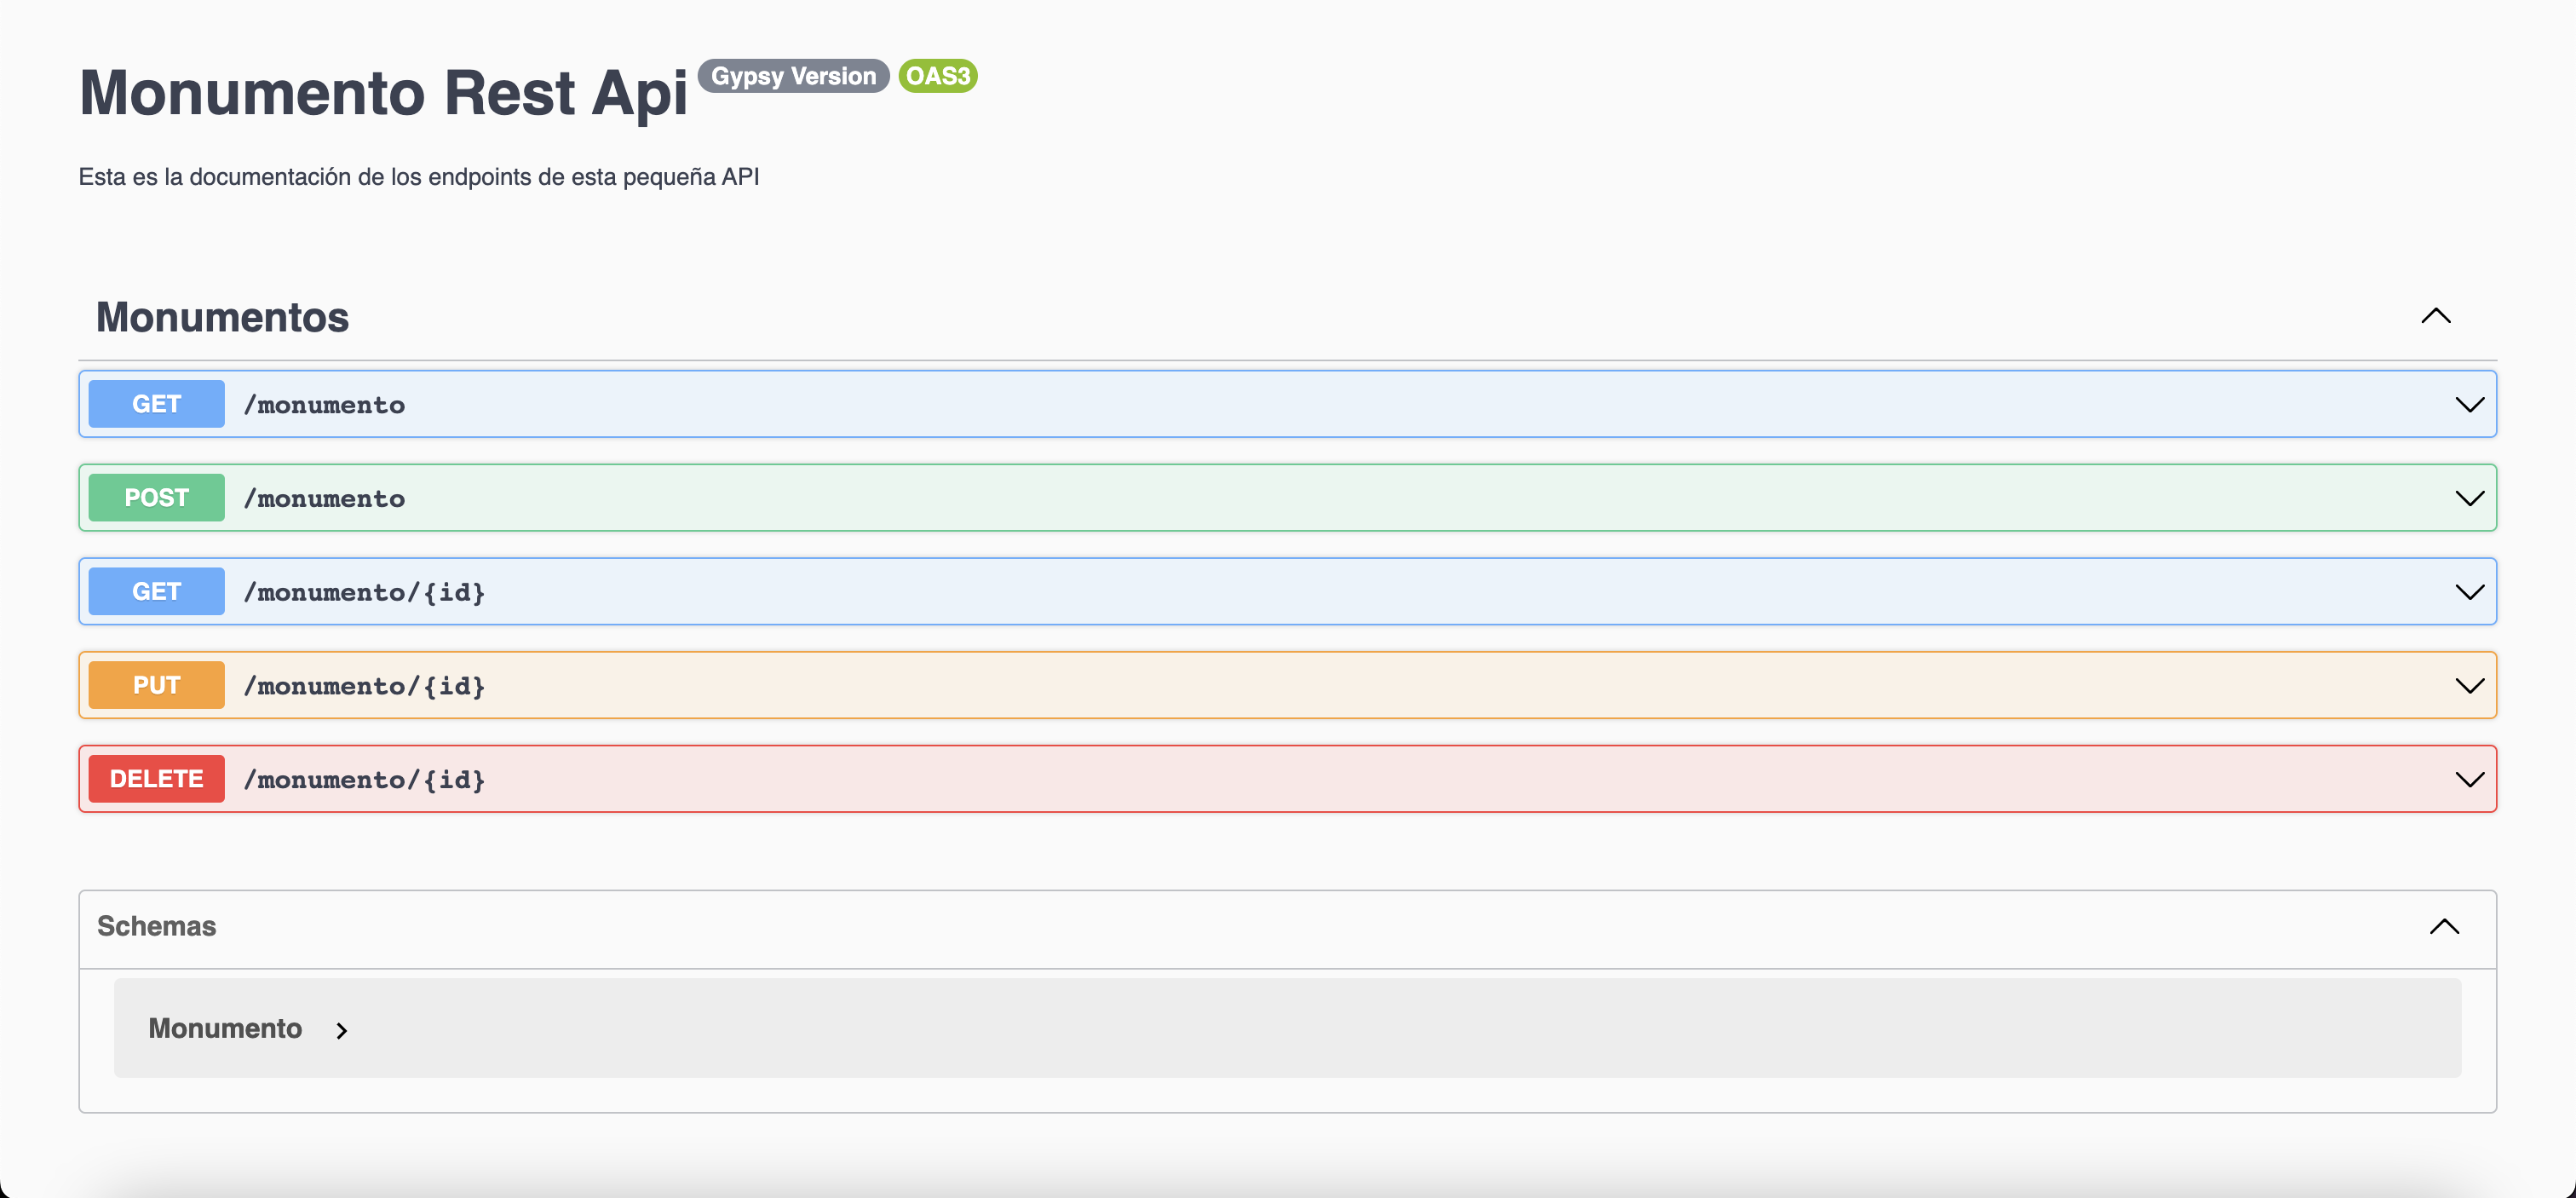 Monumento Rest Api Gypsy Version OAS3
Esta es la documentación de los endpoints de esta pequeña API
Monumentos
GET /monumento
POST /monumento
GET /monumento/{id}
PUT /monumento/{id}
DELETE /monumento/{id}
Schemas
Monumento